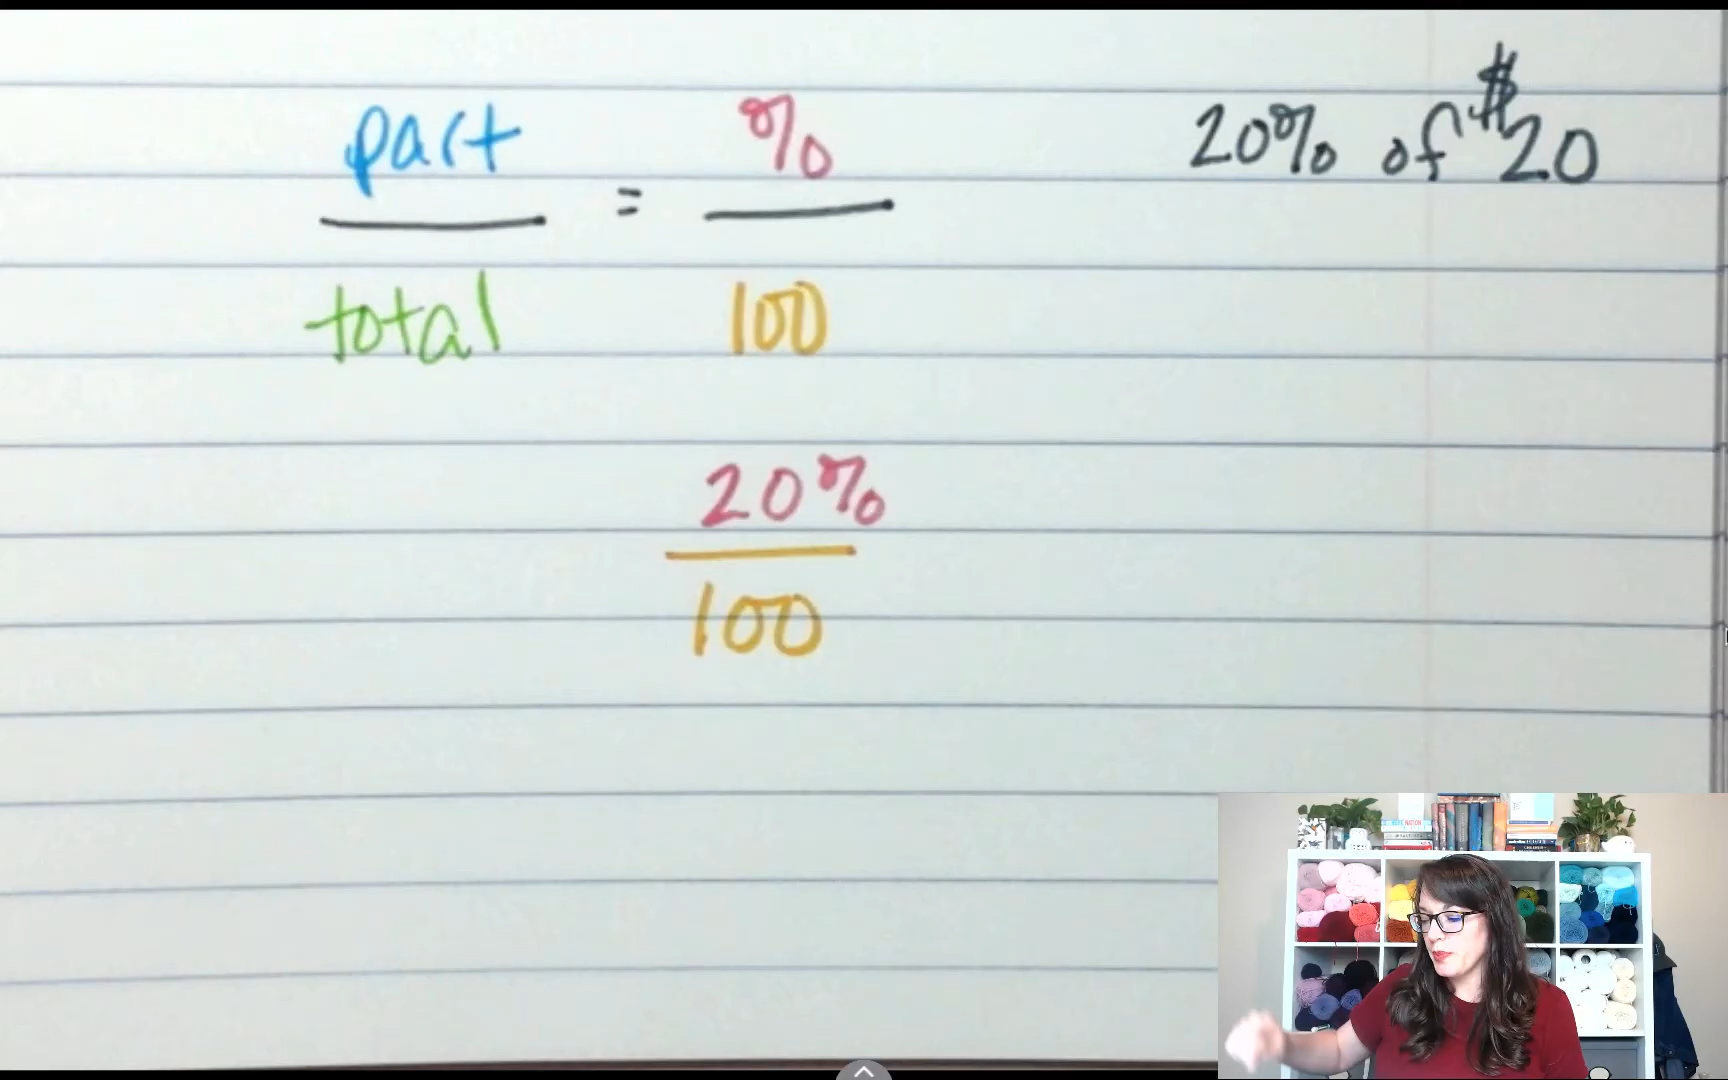 part = % 20% of $20
total 100
20%
100